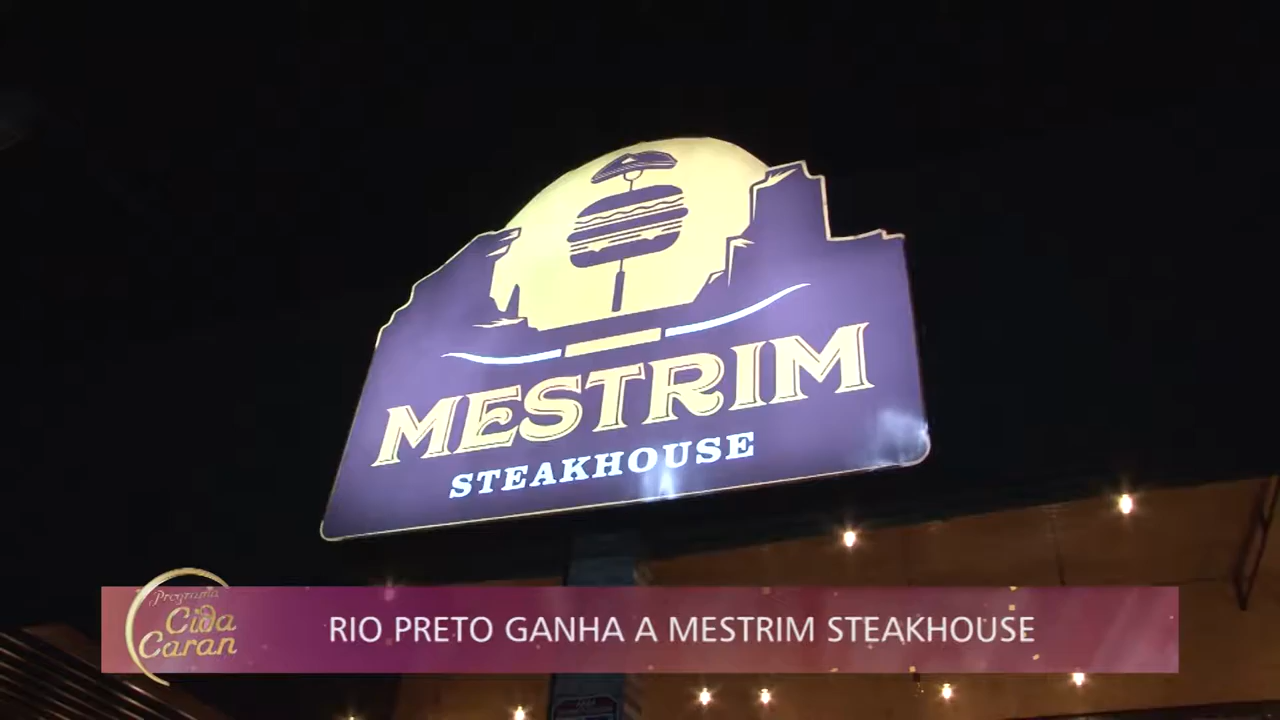 MESTRIM
STEAKHOUSE
Programa
Cida
Caran
RIO PRETO GANHA A MESTRIM STEAKHOUSE